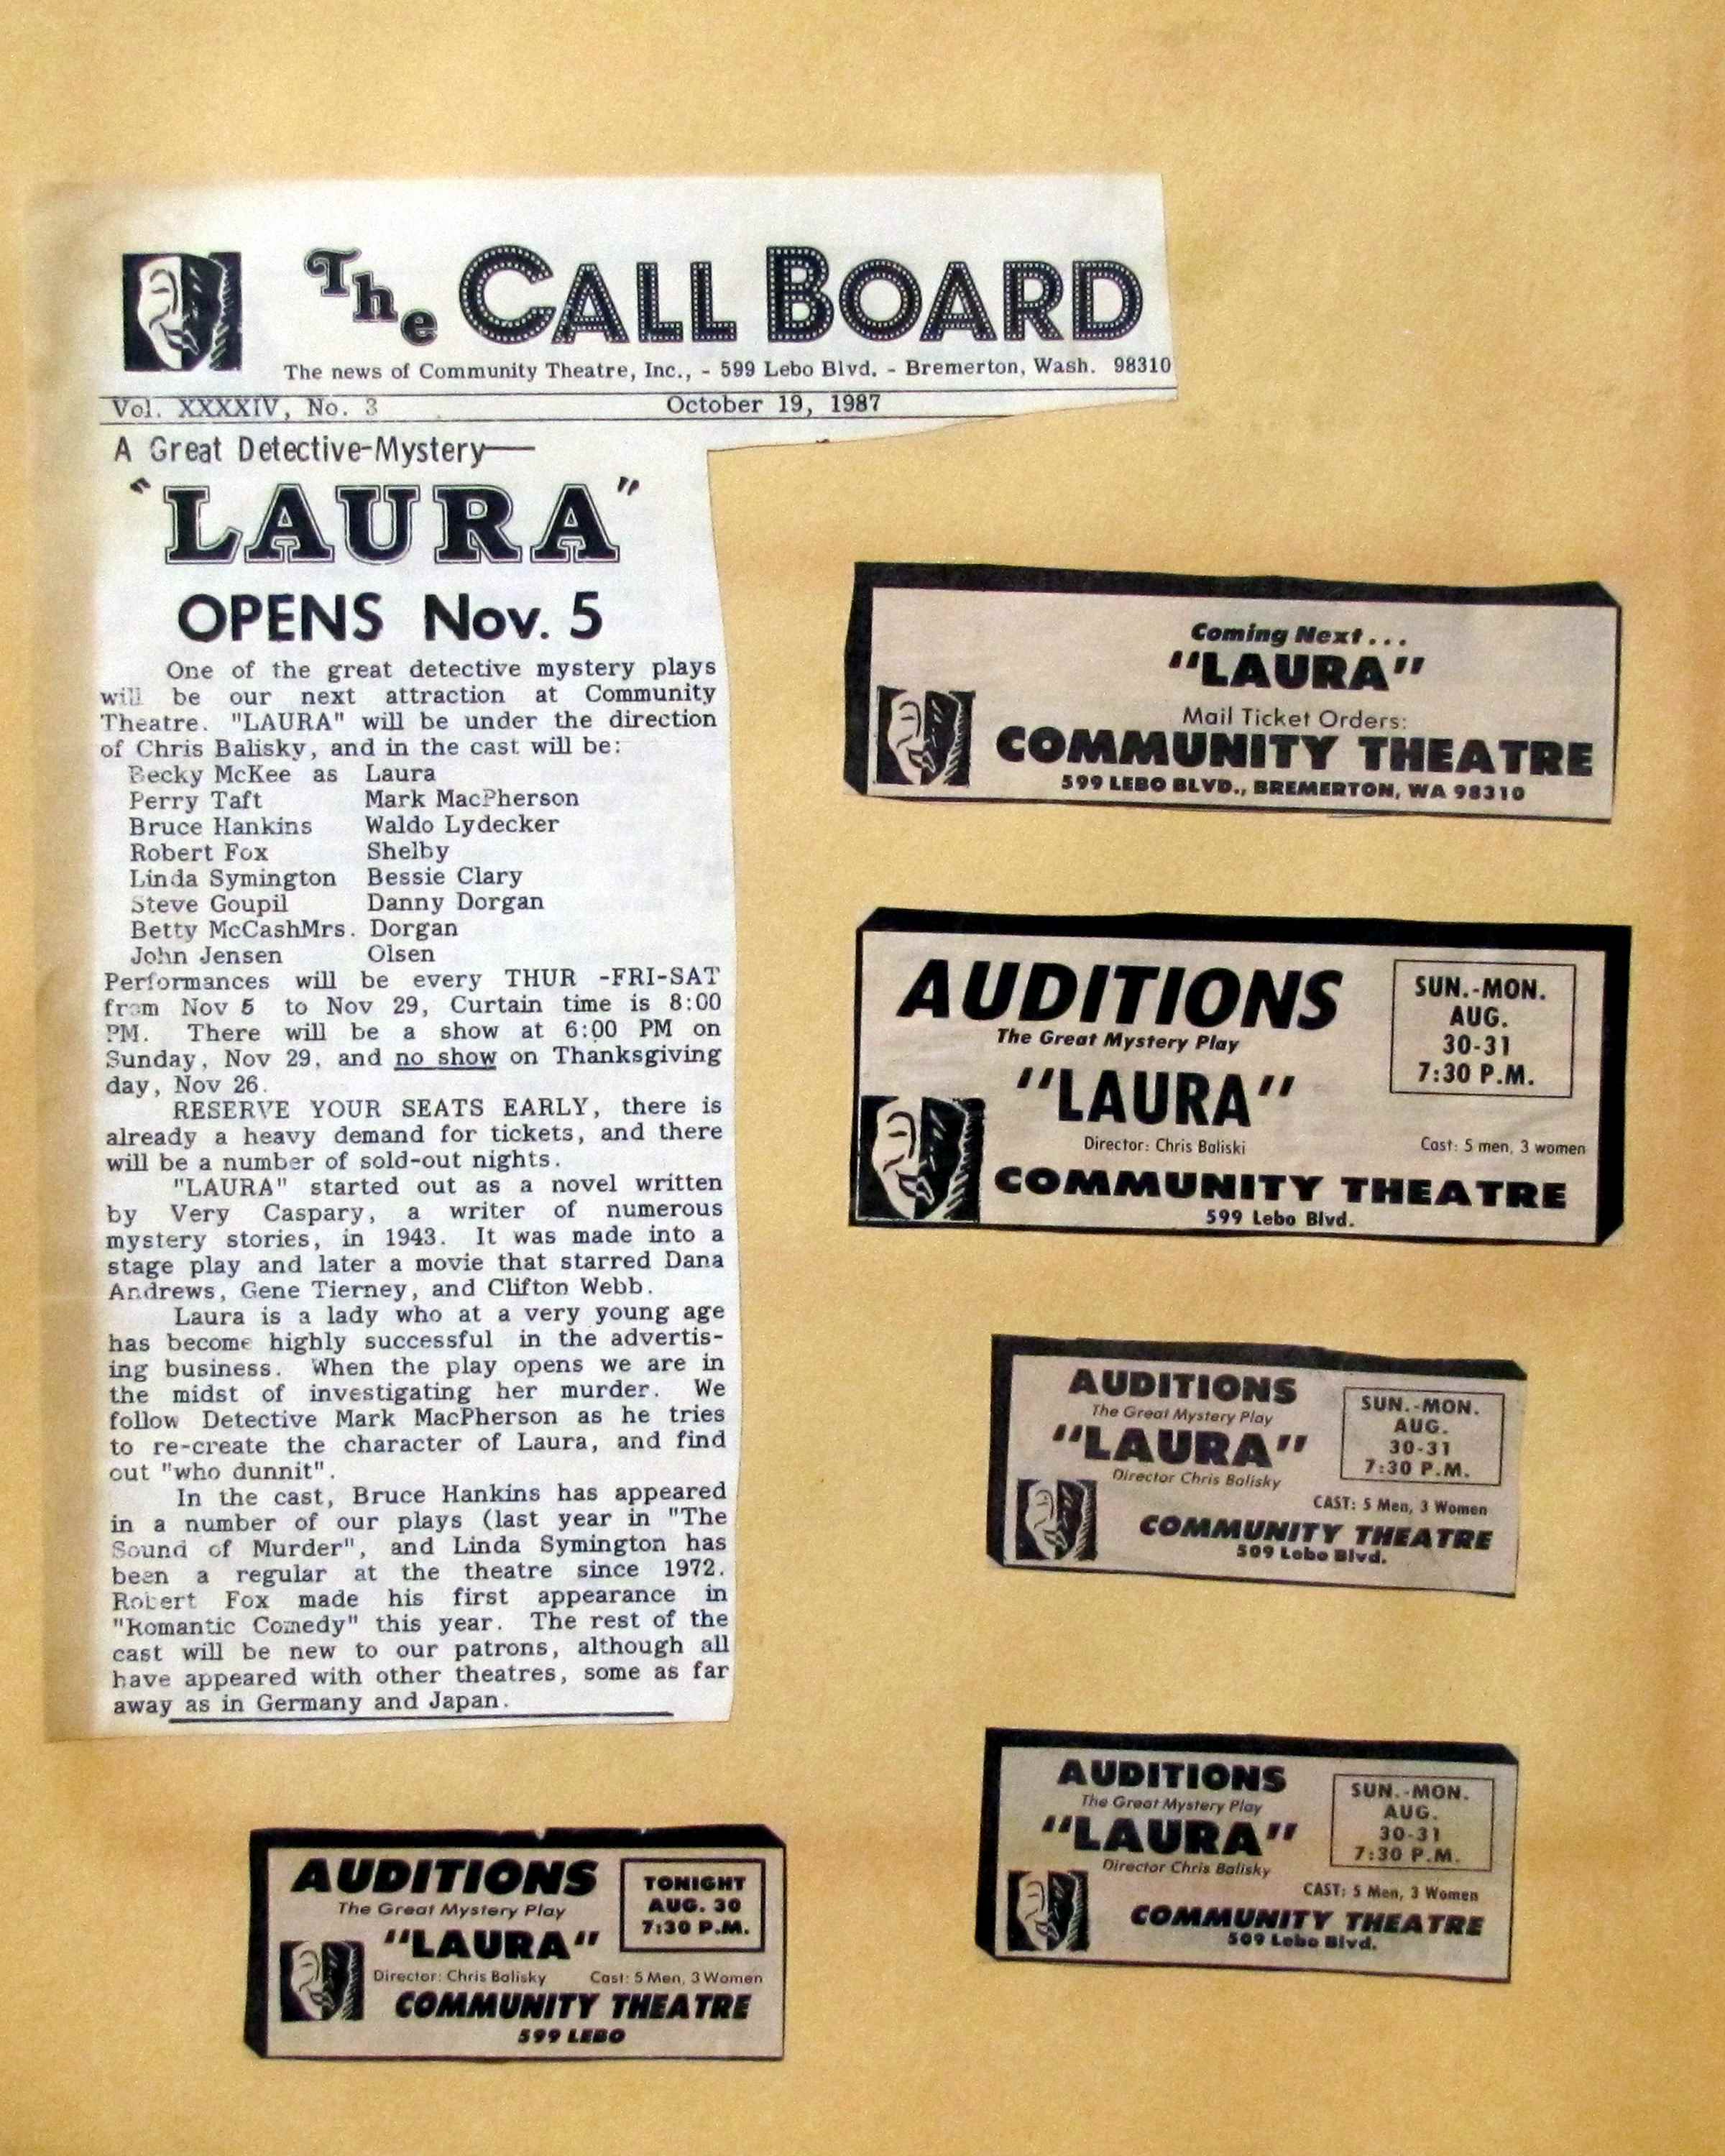 The CALL BOARD
The news of Community Theatre, Inc., - 599 Lebo Blvd. - Bremerton, Wash. 98310
Vol. XXXXIV, No. 3 October 19, 1987
A Great Detective-Mystery—
"LAURA"
OPENS Nov. 5
One of the great detective mystery plays
will be our next attraction at Community
Theatre. "LAURA" will be under the direction
of Chris Balisky, and in the cast will be:
Becky McKee as Laura
Perry Taft Mark MacPherson
Bruce Hankins Waldo Lydecker
Robert Fox Shelby
Linda Symington Bessie Clary
Steve Goupil Danny Dorgan
Betty McCashMrs. Dorgan
John Jensen Olsen
Performances will be every THUR -FRI-SAT
from Nov 5 to Nov 29, Curtain time is 8:00
PM. There will be a show at 6:00 PM on
Sunday, Nov 29, and no show on Thanksgiving
day, Nov 26.
RESERVE YOUR SEATS EARLY, there is
already a heavy demand for tickets, and there
will be a number of sold-out nights.
"LAURA" started out as a novel written
by Very Caspary, a writer of numerous
mystery stories, in 1943. It was made into a
stage play and later a movie that starred Dana
Andrews, Gene Tierney, and Clifton Webb.
Laura is a lady who at a very young age
has become highly successful in the advertis-
ing business. When the play opens we are in
the midst of investigating her murder. We
follow Detective Mark MacPherson as he tries
to re-create the character of Laura, and find
out "who dunnit".
In the cast, Bruce Hankins has appeared
in a number of our plays (last year in "The
Sound of Murder", and Linda Symington has
been a regular at the theatre since 1972.
Robert Fox made his first appearance in
"Romantic Comedy" this year. The rest of the
cast will be new to our patrons, although all
have appeared with other theatres, some as far
away as in Germany and Japan.
Coming Next...
"LAURA"
Mail Ticket Orders:
COMMUNITY THEATRE
599 LEBO BLVD., BREMERTON, WA 98310
AUDITIONS
The Great Mystery Play
"LAURA"
Director: Chris Baliski
SUN.-MON.
AUG.
30-31
7:30 P.M.
Cast: 5 men, 3 women
COMMUNITY THEATRE
599 Lebo Blvd.
AUDITIONS
The Great Mystery Play
"LAURA"
Director Chris Balisky
SUN.-MON.
AUG.
30-31
7:30 P.M.
CAST: 5 Men, 3 Women
COMMUNITY THEATRE
509 Lebo Blvd.
AUDITIONS
The Great Mystery Play
"LAURA"
Director Chris Balisky
SUN.-MON.
AUG.
30-31
7:30 P.M.
CAST: 5 Men, 3 Women
COMMUNITY THEATRE
509 Lebo Blvd.
AUDITIONS
The Great Mystery Play
"LAURA"
TONIGHT
AUG. 30
7:30 P.M.
Director: Chris Balisky Cast: 5 Men, 3 Women
COMMUNITY THEATRE
599 LEBO